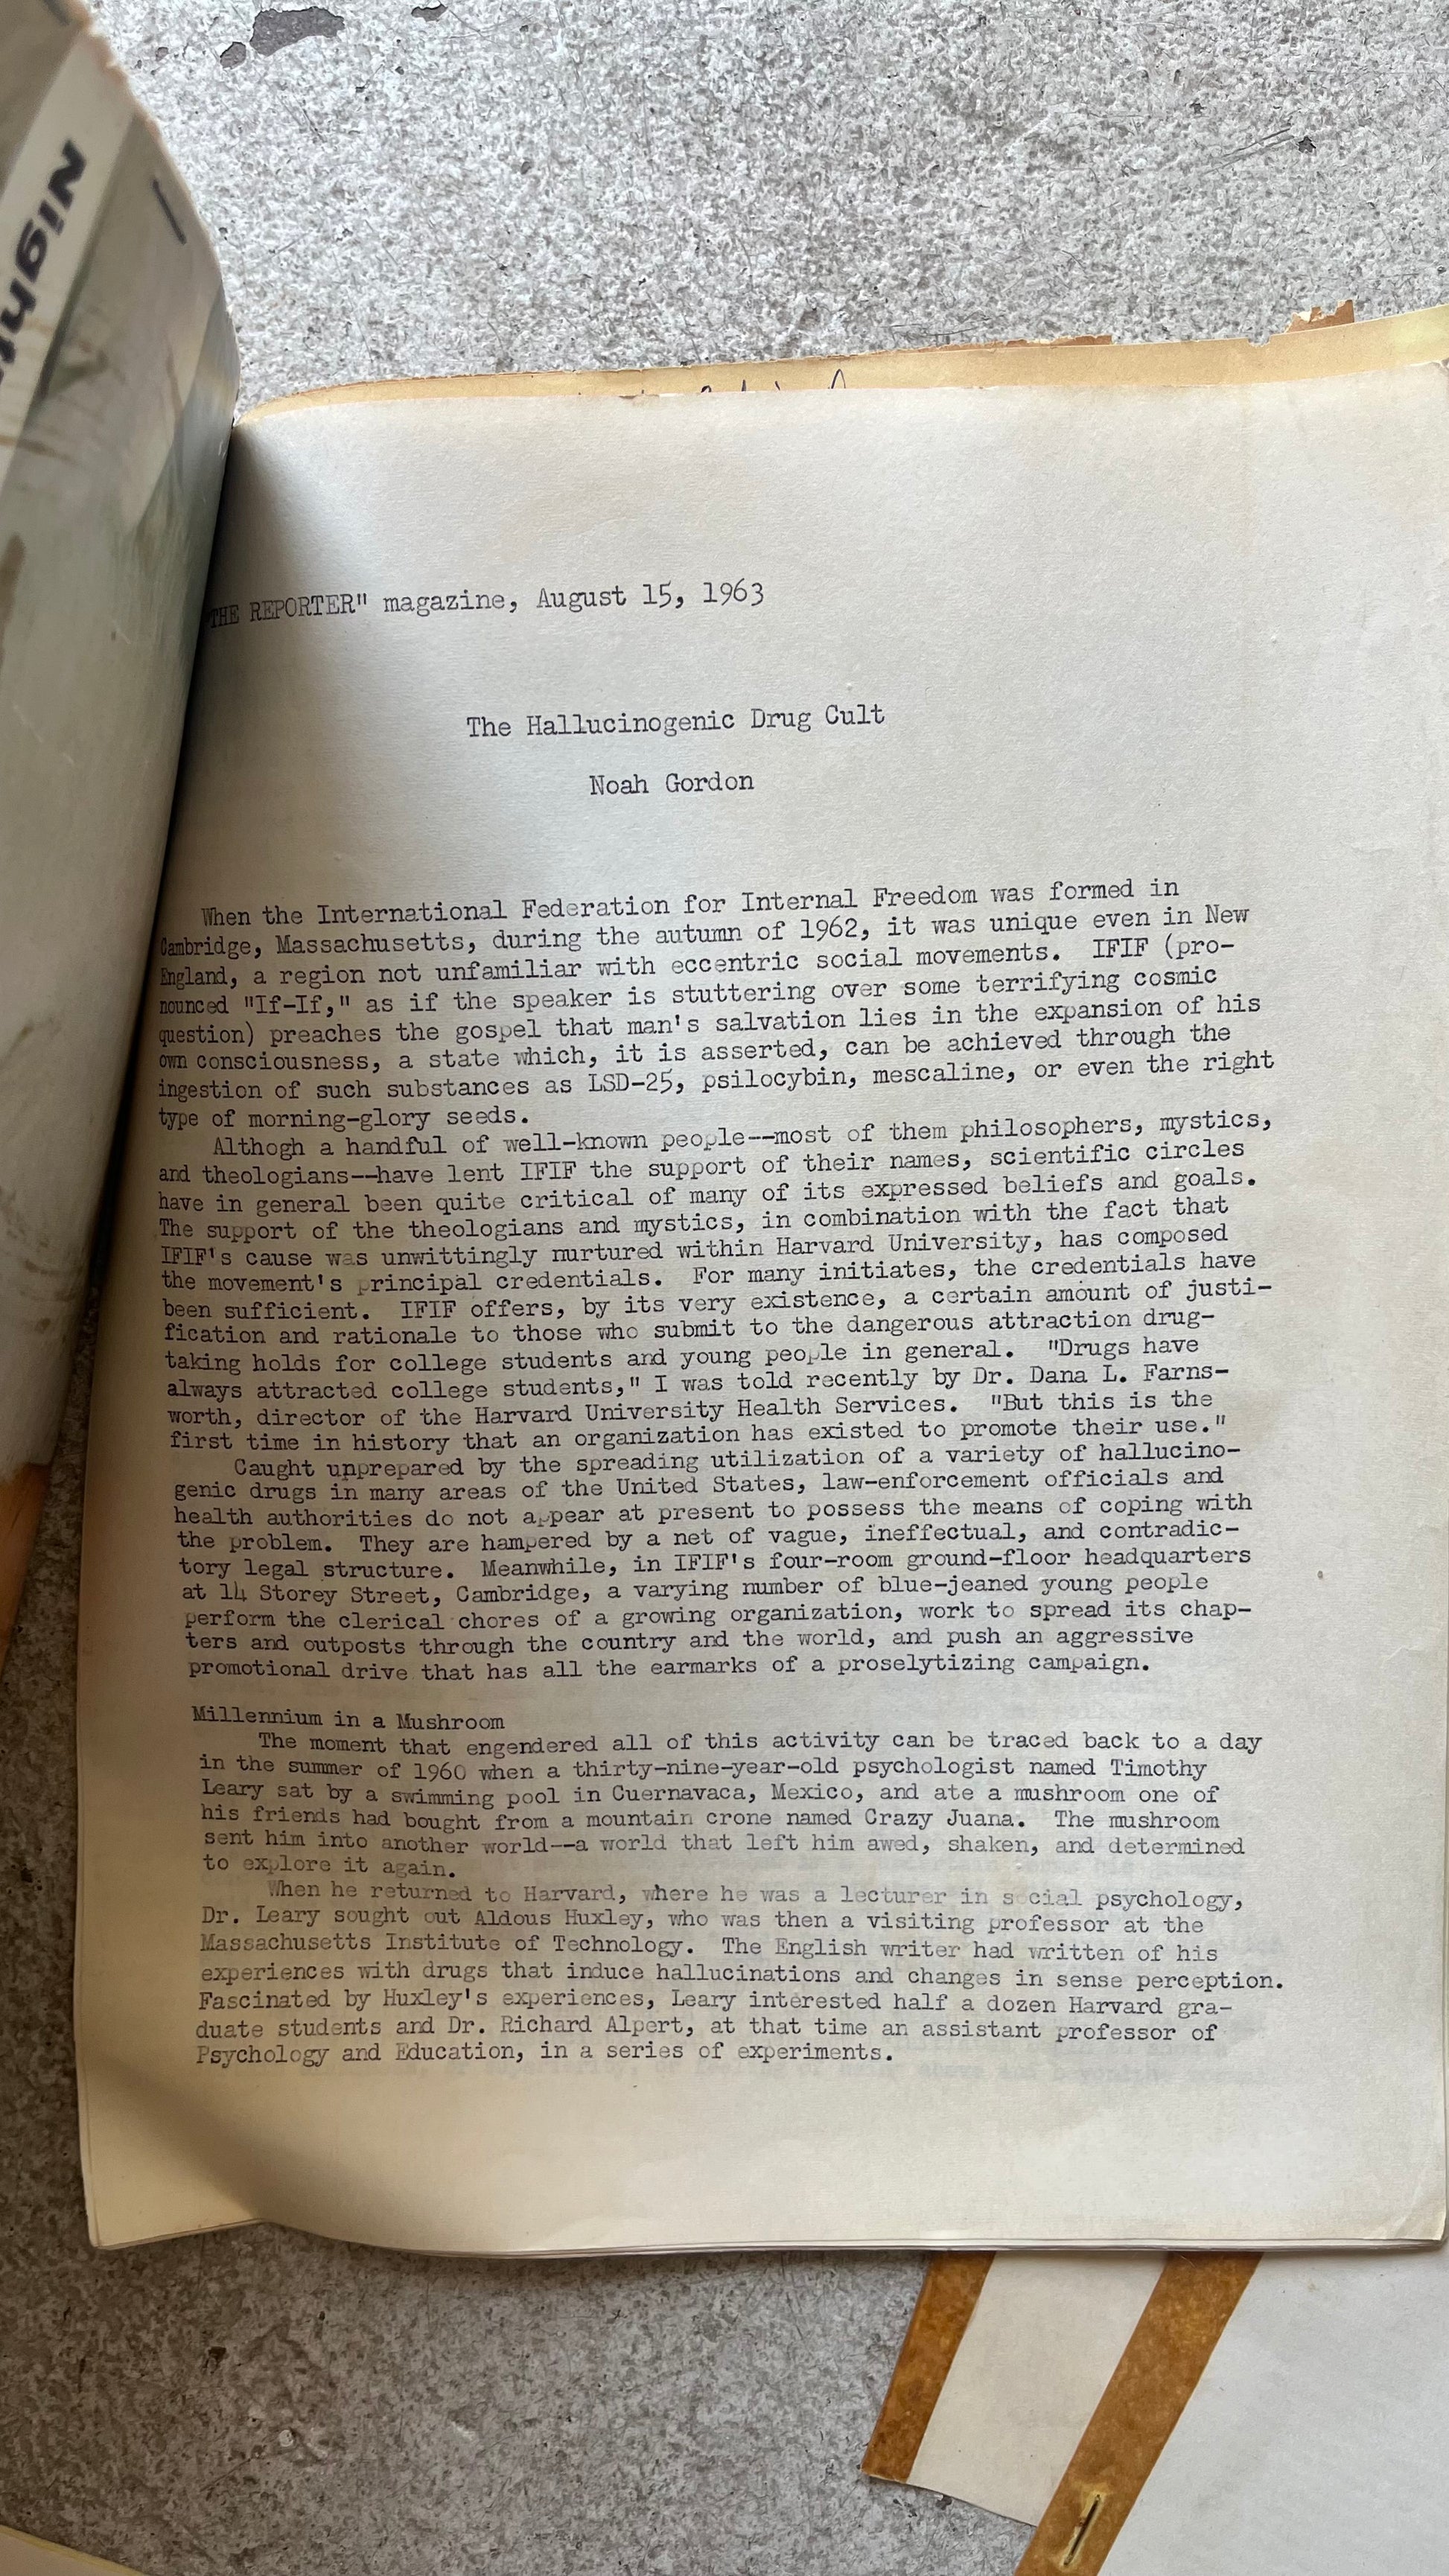 Nigh
"THE REPORTER" magazine, August 15, 1963
The Hallucinogenic Drug Cult
Noah Gordon
When the International Federation for Internal Freedom was formed in
Cambridge, Massachusetts, during the autumn of 1962, it was unique even in New
England, a region not unfamiliar with eccentric social movements. IFIF (pro-
nounced "If-If," as if the speaker is stuttering over some terrifying cosmic
question) preaches the gospel that man's salvation lies in the expansion of his
own consciousness, a state which, it is asserted, can be achieved through the
ingestion of such substances as LSD-25, psilocybin, mescaline, or even the right
type of morning-glory seeds.
Althogh a handful of well-known people--most of them philosophers, mystics,
and theologians--have lent IFIF the support of their names, scientific circles
have in general been quite critical of many of its expressed beliefs and goals.
The support of the theologians and mystics, in combination with the fact that
IFIF's cause was unwittingly nurtured within Harvard University, has composed
the movement's principal credentials. For many initiates, the credentials have
been sufficient. IFIF offers, by its very existence, a certain amount of justi-
fication and rationale to those who submit to the dangerous attraction drug-
taking holds for college students and young people in general. "Drugs have
always attracted college students," I was told recently by Dr. Dana L. Farns-
worth, director of the Harvard University Health Services. "But this is the
first time in history that an organization has existed to promote their use."
Caught unprepared by the spreading utilization of a variety of hallucino-
genic drugs in many areas of the United States, law-enforcement officials and
health authorities do not appear at present to possess the means of coping with
the problem. They are hampered by a net of vague, ineffectual, and contradic-
tory legal structure. Meanwhile, in IFIF's four-room ground-floor headquarters
at 14 Storey Street, Cambridge, a varying number of blue-jeaned young people
perform the clerical chores of a growing organization, work to spread its chap-
ters and outposts through the country and the world, and push an aggressive
promotional drive that has all the earmarks of a proselytizing campaign.
Millennium in a Mushroom
The moment that engendered all of this activity can be traced back to a day
in the summer of 1960 when a thirty-nine-year-old psychologist named Timothy
Leary sat by a swimming pool in Cuernavaca, Mexico, and ate a mushroom one of
his friends had bought from a mountain crone named Crazy Juana. The mushroom
sent him into another world--a world that left him awed, shaken, and determined
to explore it again.
When he returned to Harvard, where he was a lecturer in social psychology,
Dr. Leary sought out Aldous Huxley, who was then a visiting professor at the
Massachusetts Institute of Technology. The English writer had written of his
experiences with drugs that induce hallucinations and changes in sense perception.
Fascinated by Huxley's experiences, Leary interested half a dozen Harvard gra-
duate students and Dr. Richard Alpert, at that time an assistant professor of
Psychology and Education, in a series of experiments.